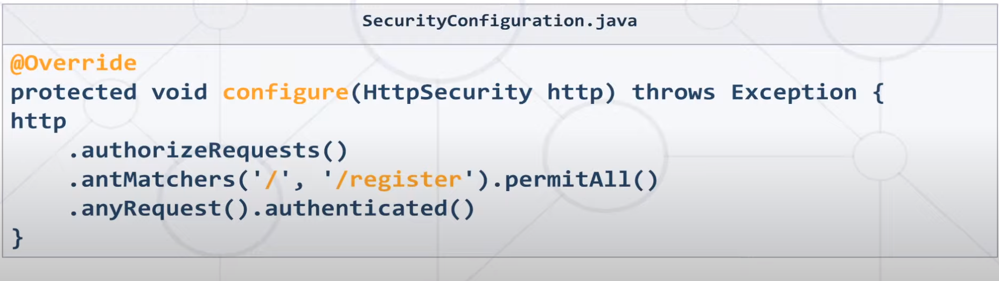 SecurityConfiguration.java
@Override
protected void configure(HttpSecurity http) throws Exception {
http
    .authorizeRequests()
    .antMatchers('/', '/register').permitAll()
    .anyRequest().authenticated()
}